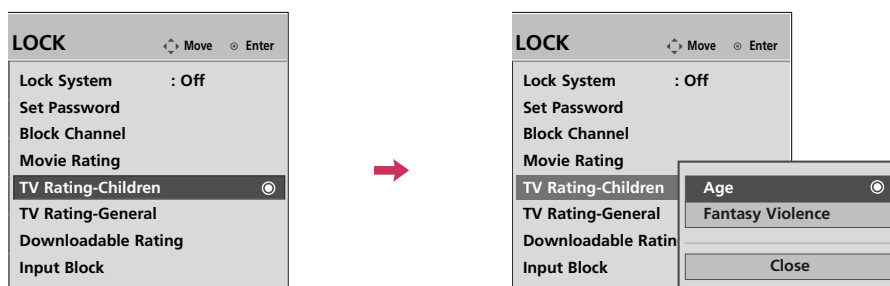 LOCK Move Enter
Lock System : Off
Set Password
Block Channel
Movie Rating
TV Rating-Children
TV Rating-General
Downloadable Rating
Input Block
LOCK Move Enter
Lock System : Off
Set Password
Block Channel
Movie Rating
TV Rating-Children
TV Rating-General
Downloadable Ratin
Input Block
Age
Fantasy Violence
Close